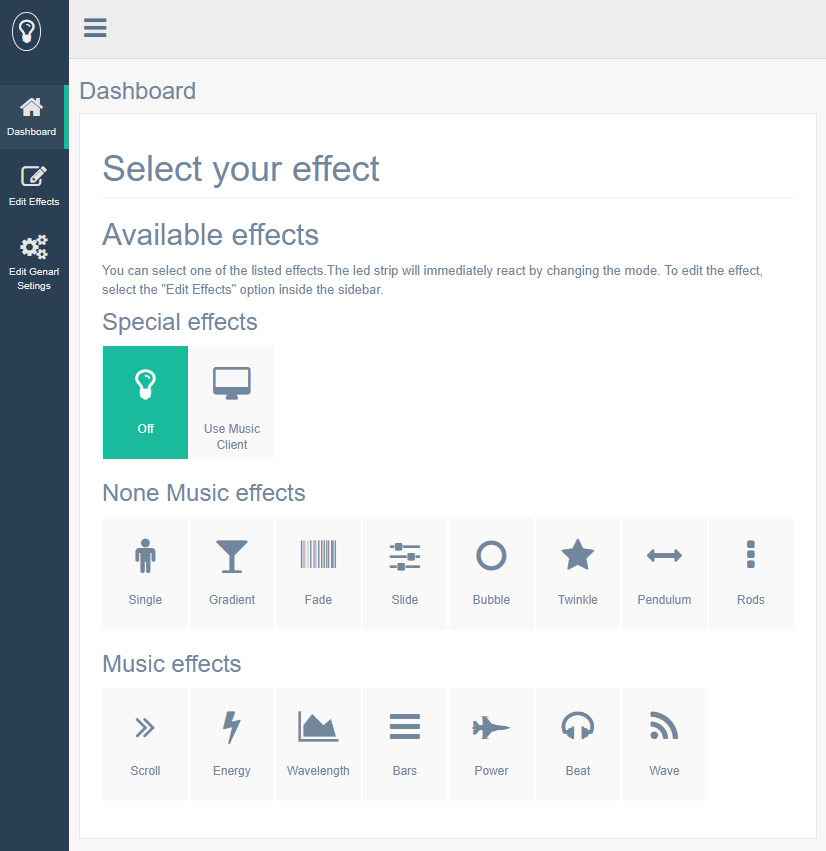 Dashboard
Dashboard
Edit Effects
Edit Genarl
Setings
Select your effect
Available effects
You can select one of the listed effects.The led strip will immediately react by changing the mode. To edit the effect,
select the "Edit Effects" option inside the sidebar.
Special effects
Off
Use Music
Client
None Music effects
Single
Gradient
Fade
Slide
Bubble
Twinkle
Pendulum
Rods
Music effects
Scroll
Energy
Wavelength
Bars
Power
Beat
Wave